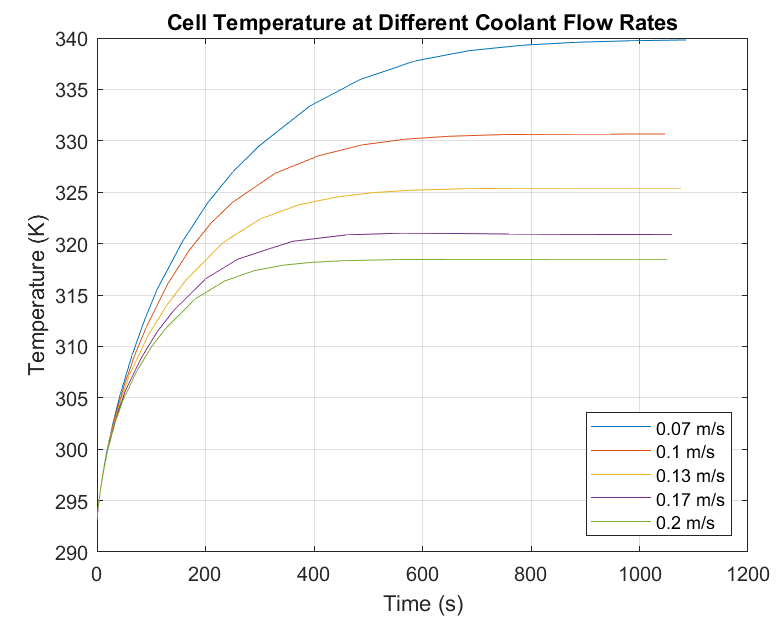 Cell Temperature at Different Coolant Flow Rates
340
335
330
325
320
315
310
305
300
295
290
Temperature (K)
0.07 m/s
0.1 m/s
0.13 m/s
0.17 m/s
0.2 m/s
0 200 400 600 800 1000 1200
Time (s)